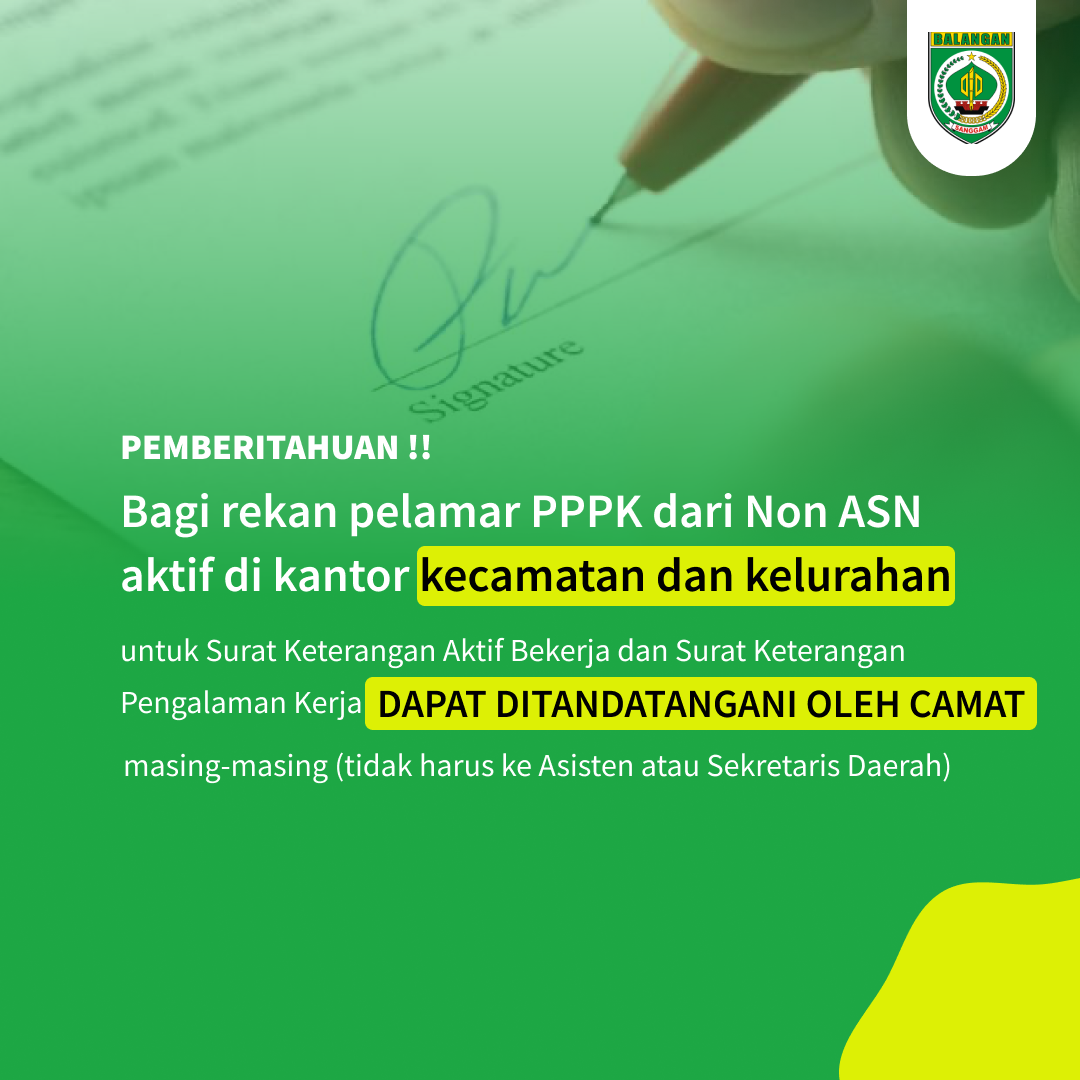 BALANGAN
SANGGAM
Signature
PEMBERITAHUAN !!
Bagi rekan pelamar PPPK dari Non ASN
aktif di kantor kecamatan dan kelurahan
untuk Surat Keterangan Aktif Bekerja dan Surat Keterangan
Pengalaman Kerja DAPAT DITANDATANGANI OLEH CAMAT
masing-masing (tidak harus ke Asisten atau Sekretaris Daerah)